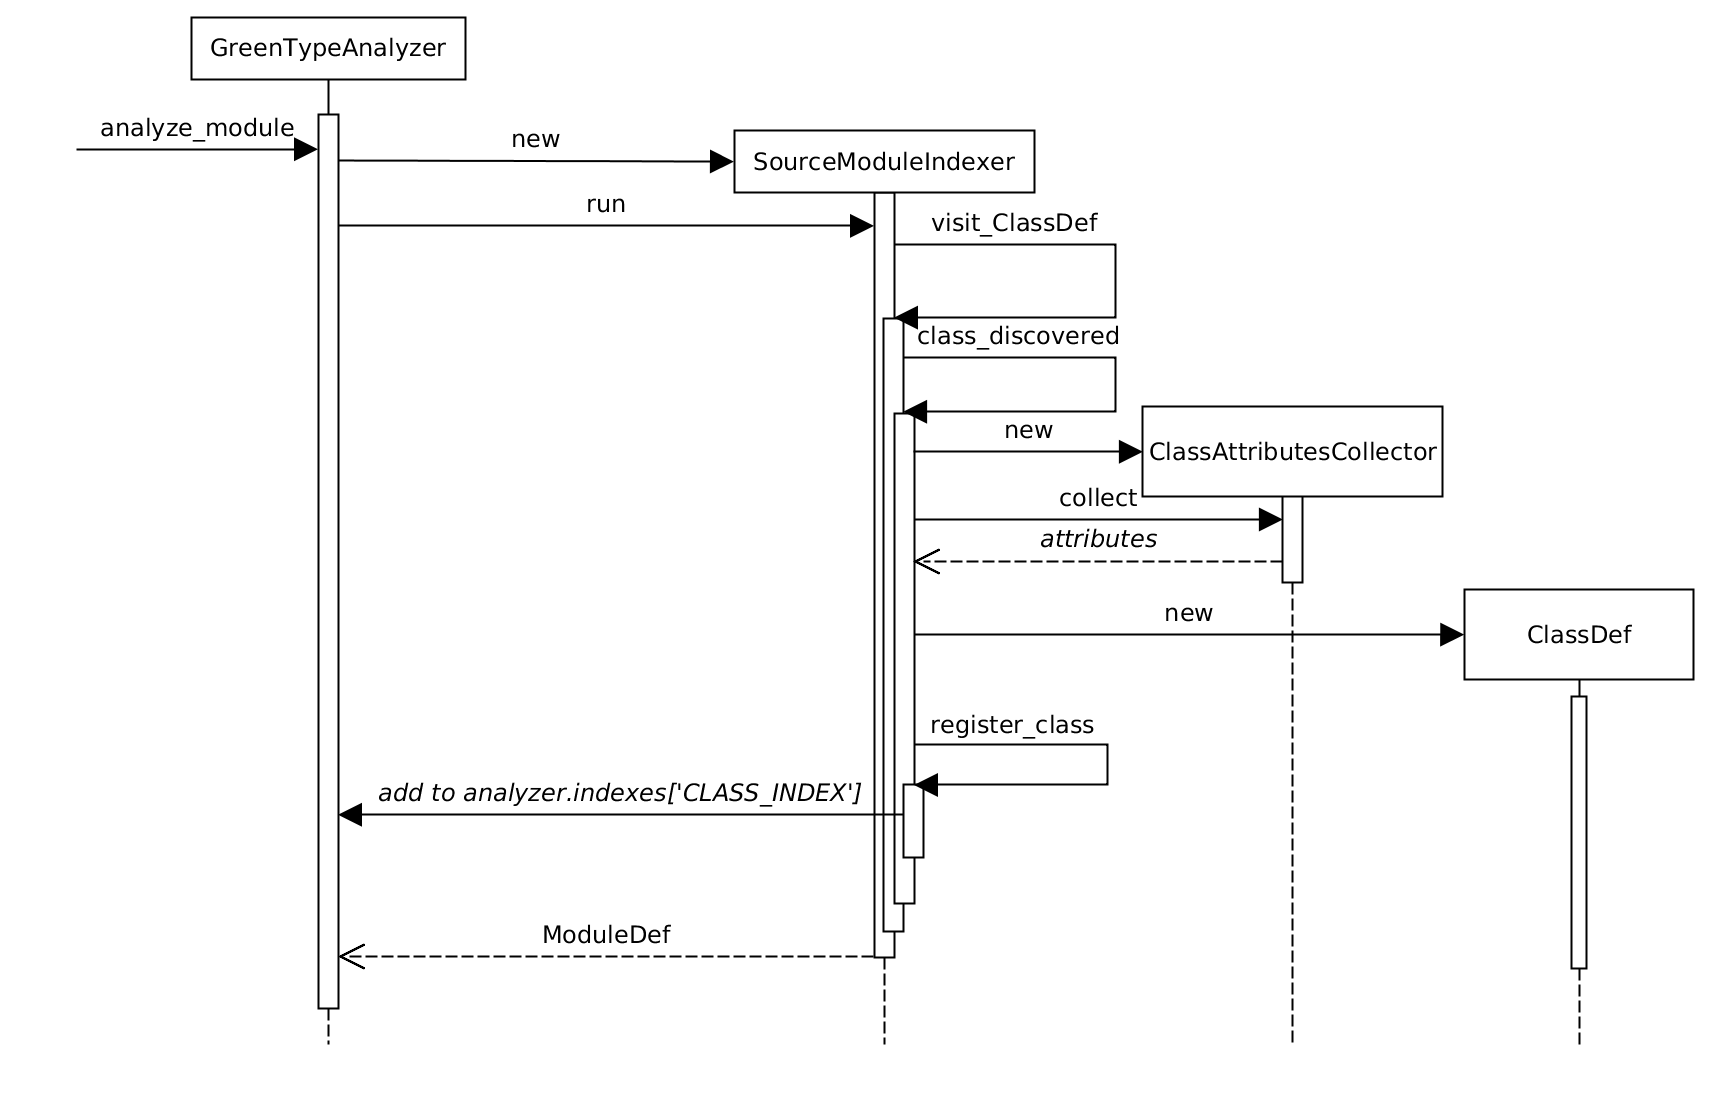 GreenTypeAnalyzer
analyze_module
new
SourceModuleIndexer
run
visit_ClassDef
class_discovered
new
ClassAttributesCollector
collect
attributes
new
ClassDef
register_class
add to analyzer.indexes['CLASS_INDEX']
ModuleDef